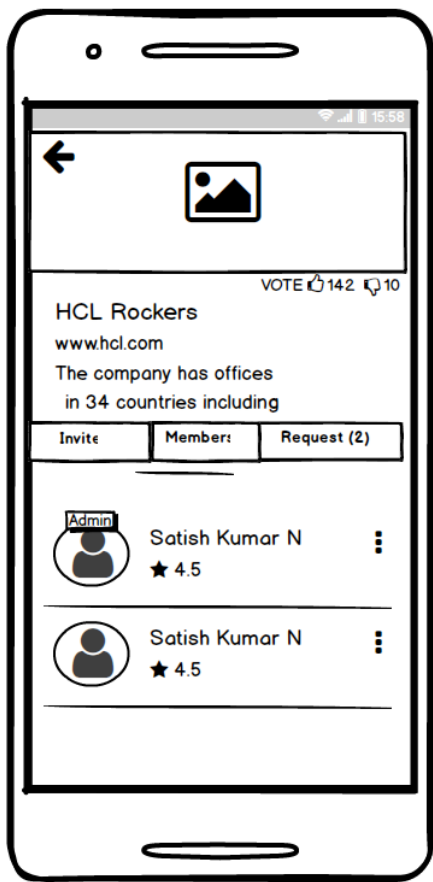 15:58
VOTE 142 10
HCL Rockers
www.hcl.com
The company has offices
in 34 countries including
Invite Members Request (2)
Admin
Satish Kumar N
4.5
Satish Kumar N
4.5